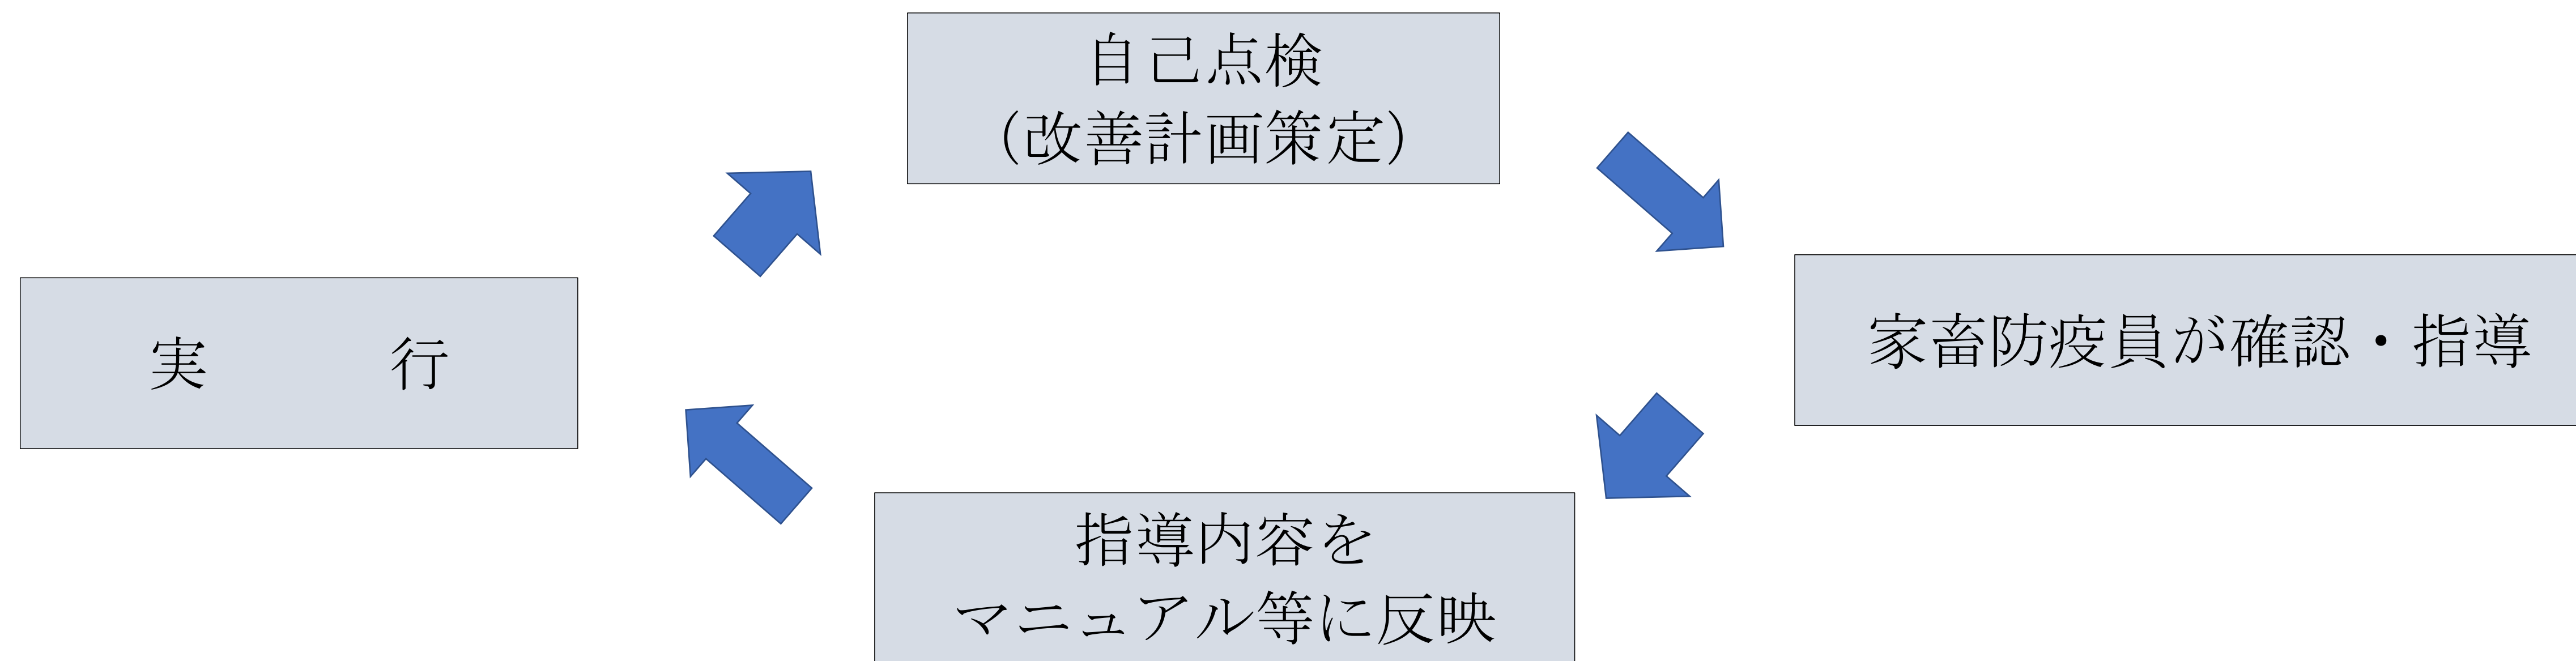 自己点検
（改善計画策定）
家畜防疫員が確認・指導
指導内容を
マニュアル等に反映
実　　　行